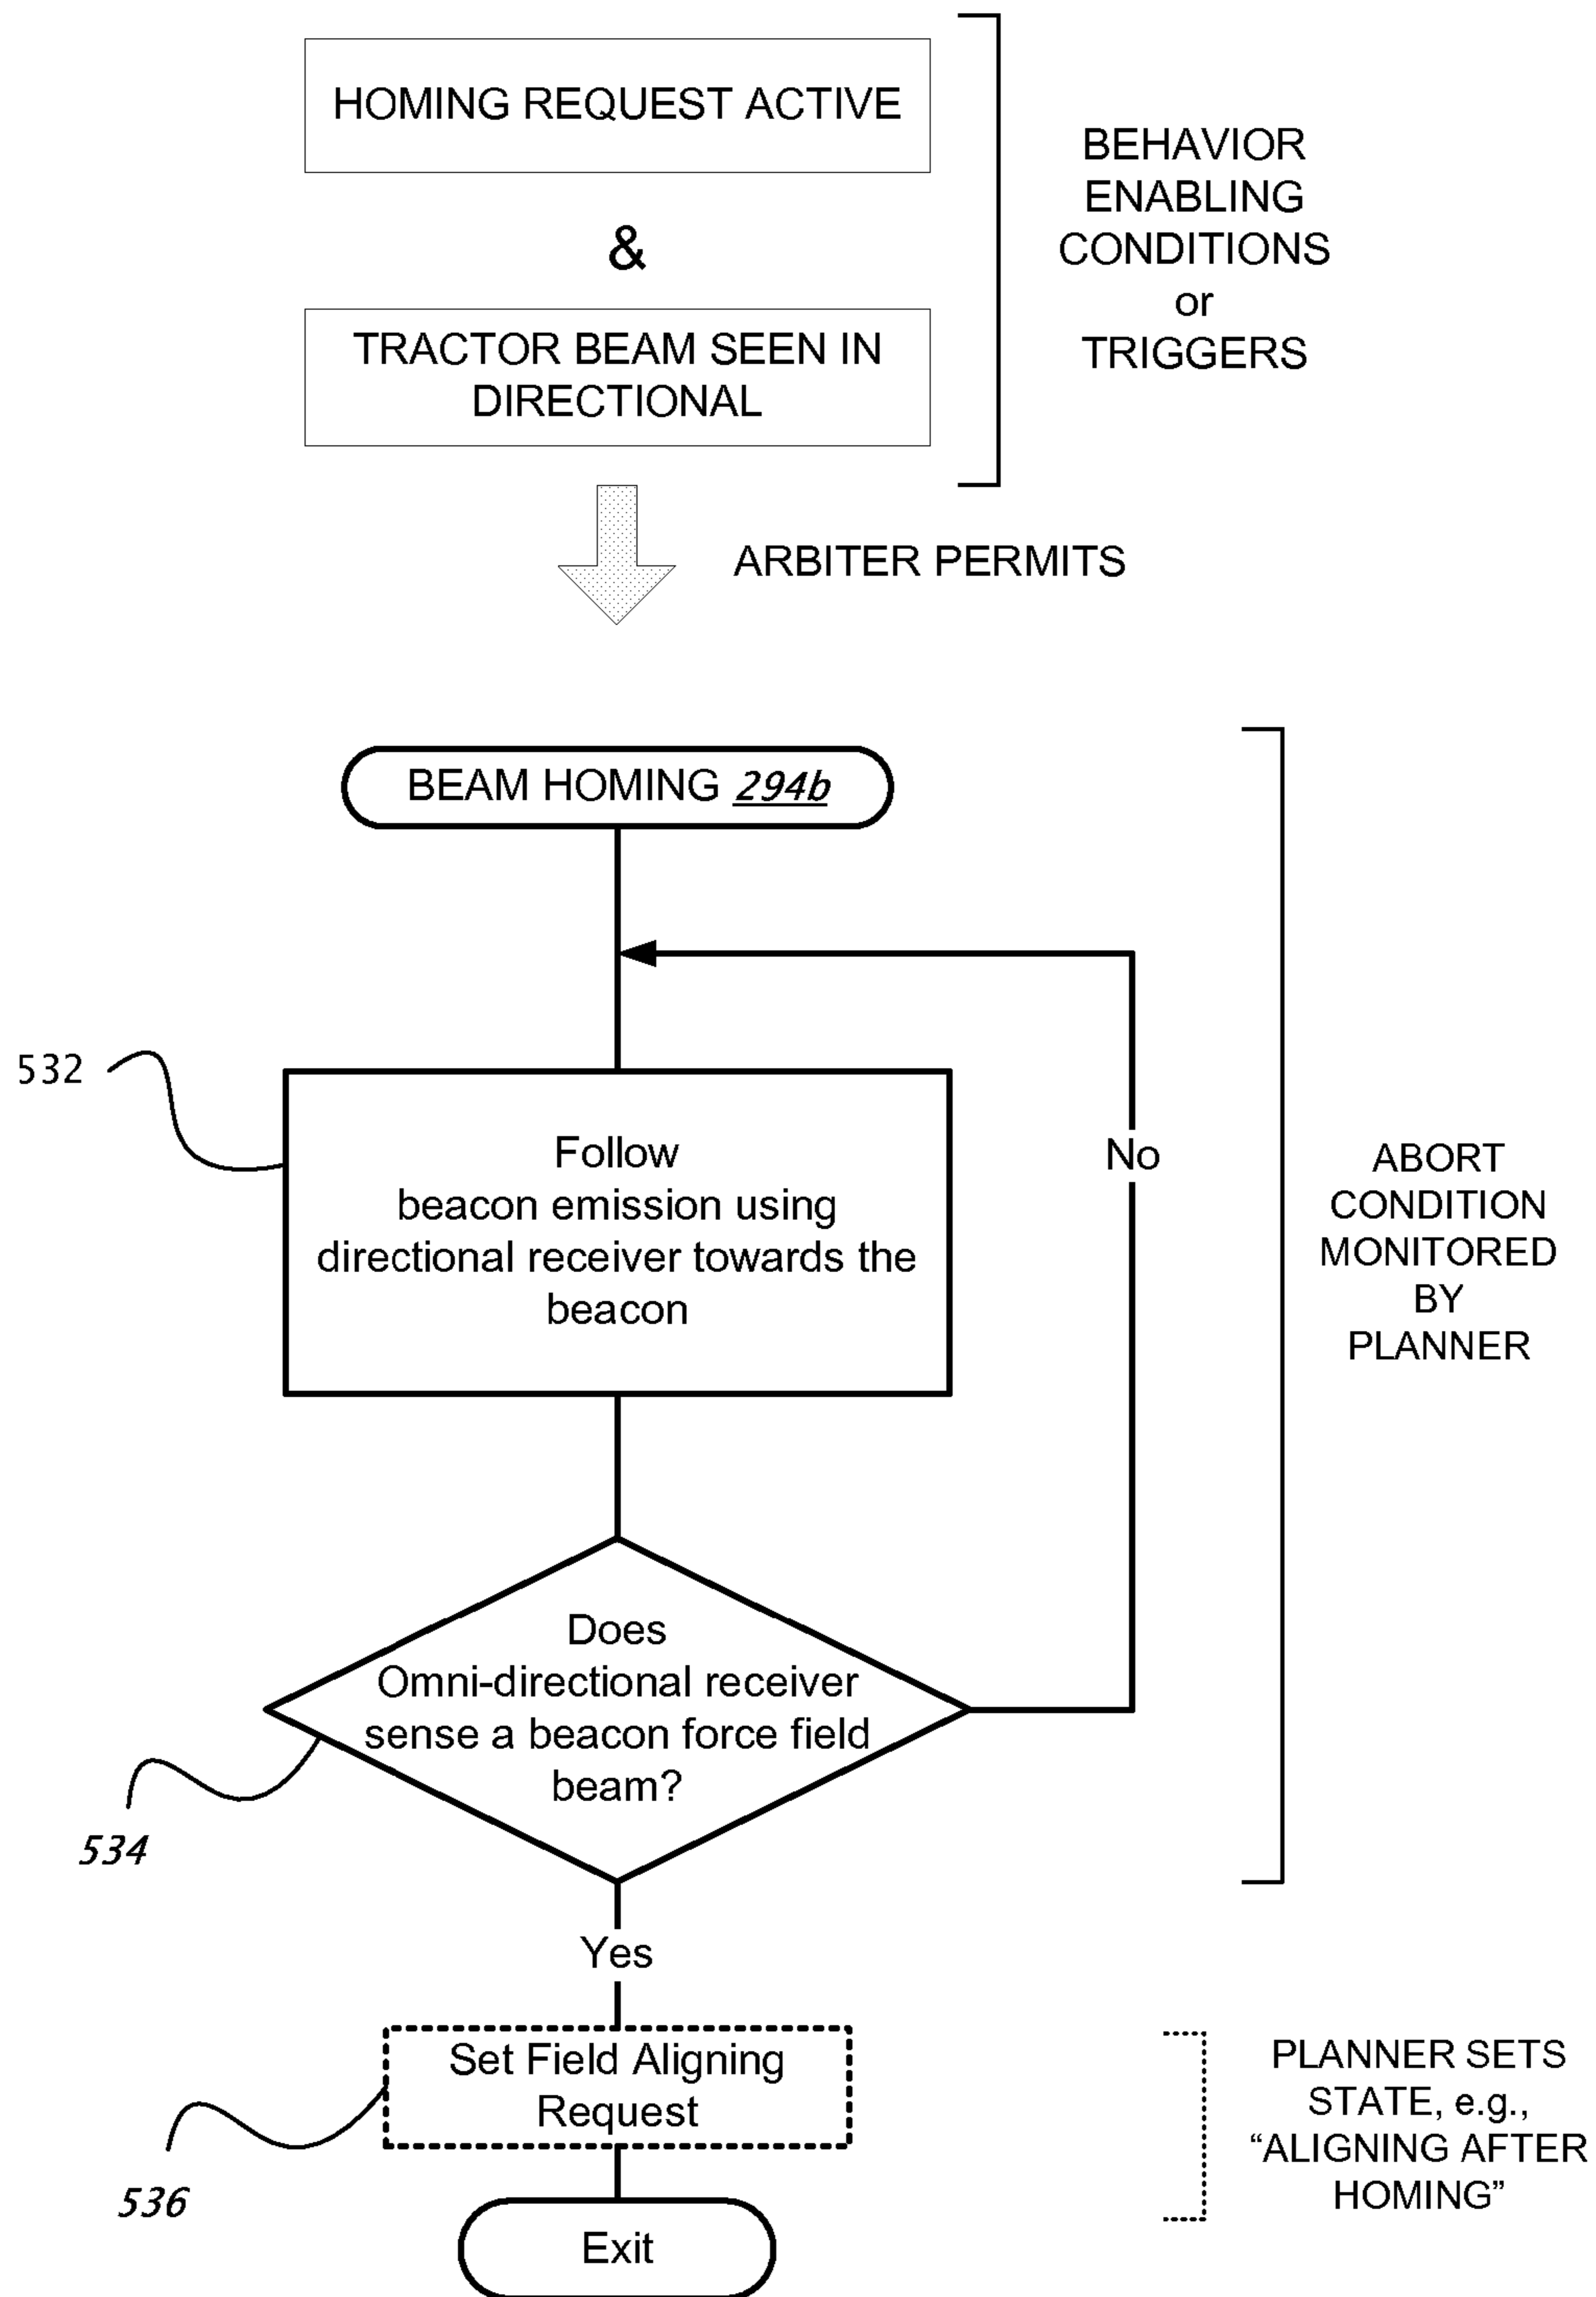 HOMING REQUEST ACTIVE
&
TRACTOR BEAM SEEN IN
DIRECTIONAL
BEHAVIOR
ENABLING
CONDITIONS
or
TRIGGERS
ARBITER PERMITS
BEAM HOMING 294b
532
Follow
beacon emission using
directional receiver towards the
beacon
No
ABORT
CONDITION
MONITORED
BY
PLANNER
Does
Omni-directional receiver
sense a beacon force field
beam?
534
Yes
Set Field Aligning
Request
536
PLANNER SETS
STATE, e.g.,
“ALIGNING AFTER
HOMING”
Exit